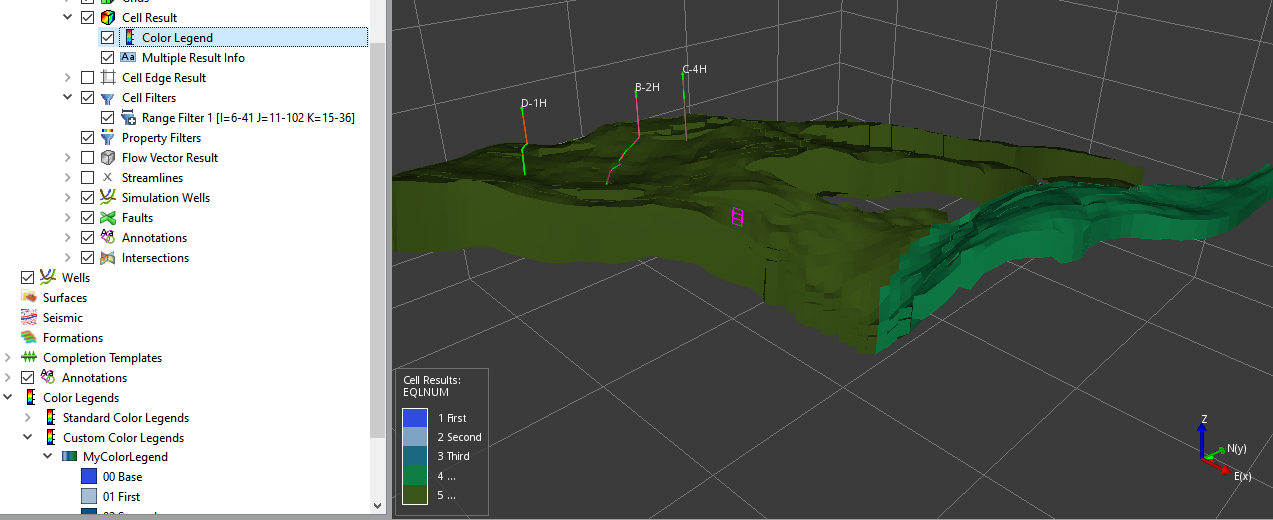 Cell Result
Color Legend
Multiple Result Info
Cell Edge Result
Cell Filters
Range Filter 1 [I=6-41 J=11-102 K=15-36]
Property Filters
Flow Vector Result
Streamlines
Simulation Wells
Faults
Annotations
Intersections
Wells
Surfaces
Seismic
Formations
Completion Templates
Annotations
Color Legends
Standard Color Legends
Custom Color Legends
MyColorLegend
00 Base
01 First
C-4H
B-2H
D-1H
Cell Results:
EQLNUM
1 First
2 Second
3 Third
4 ...
5 ...
Z
N(y)
E(x)